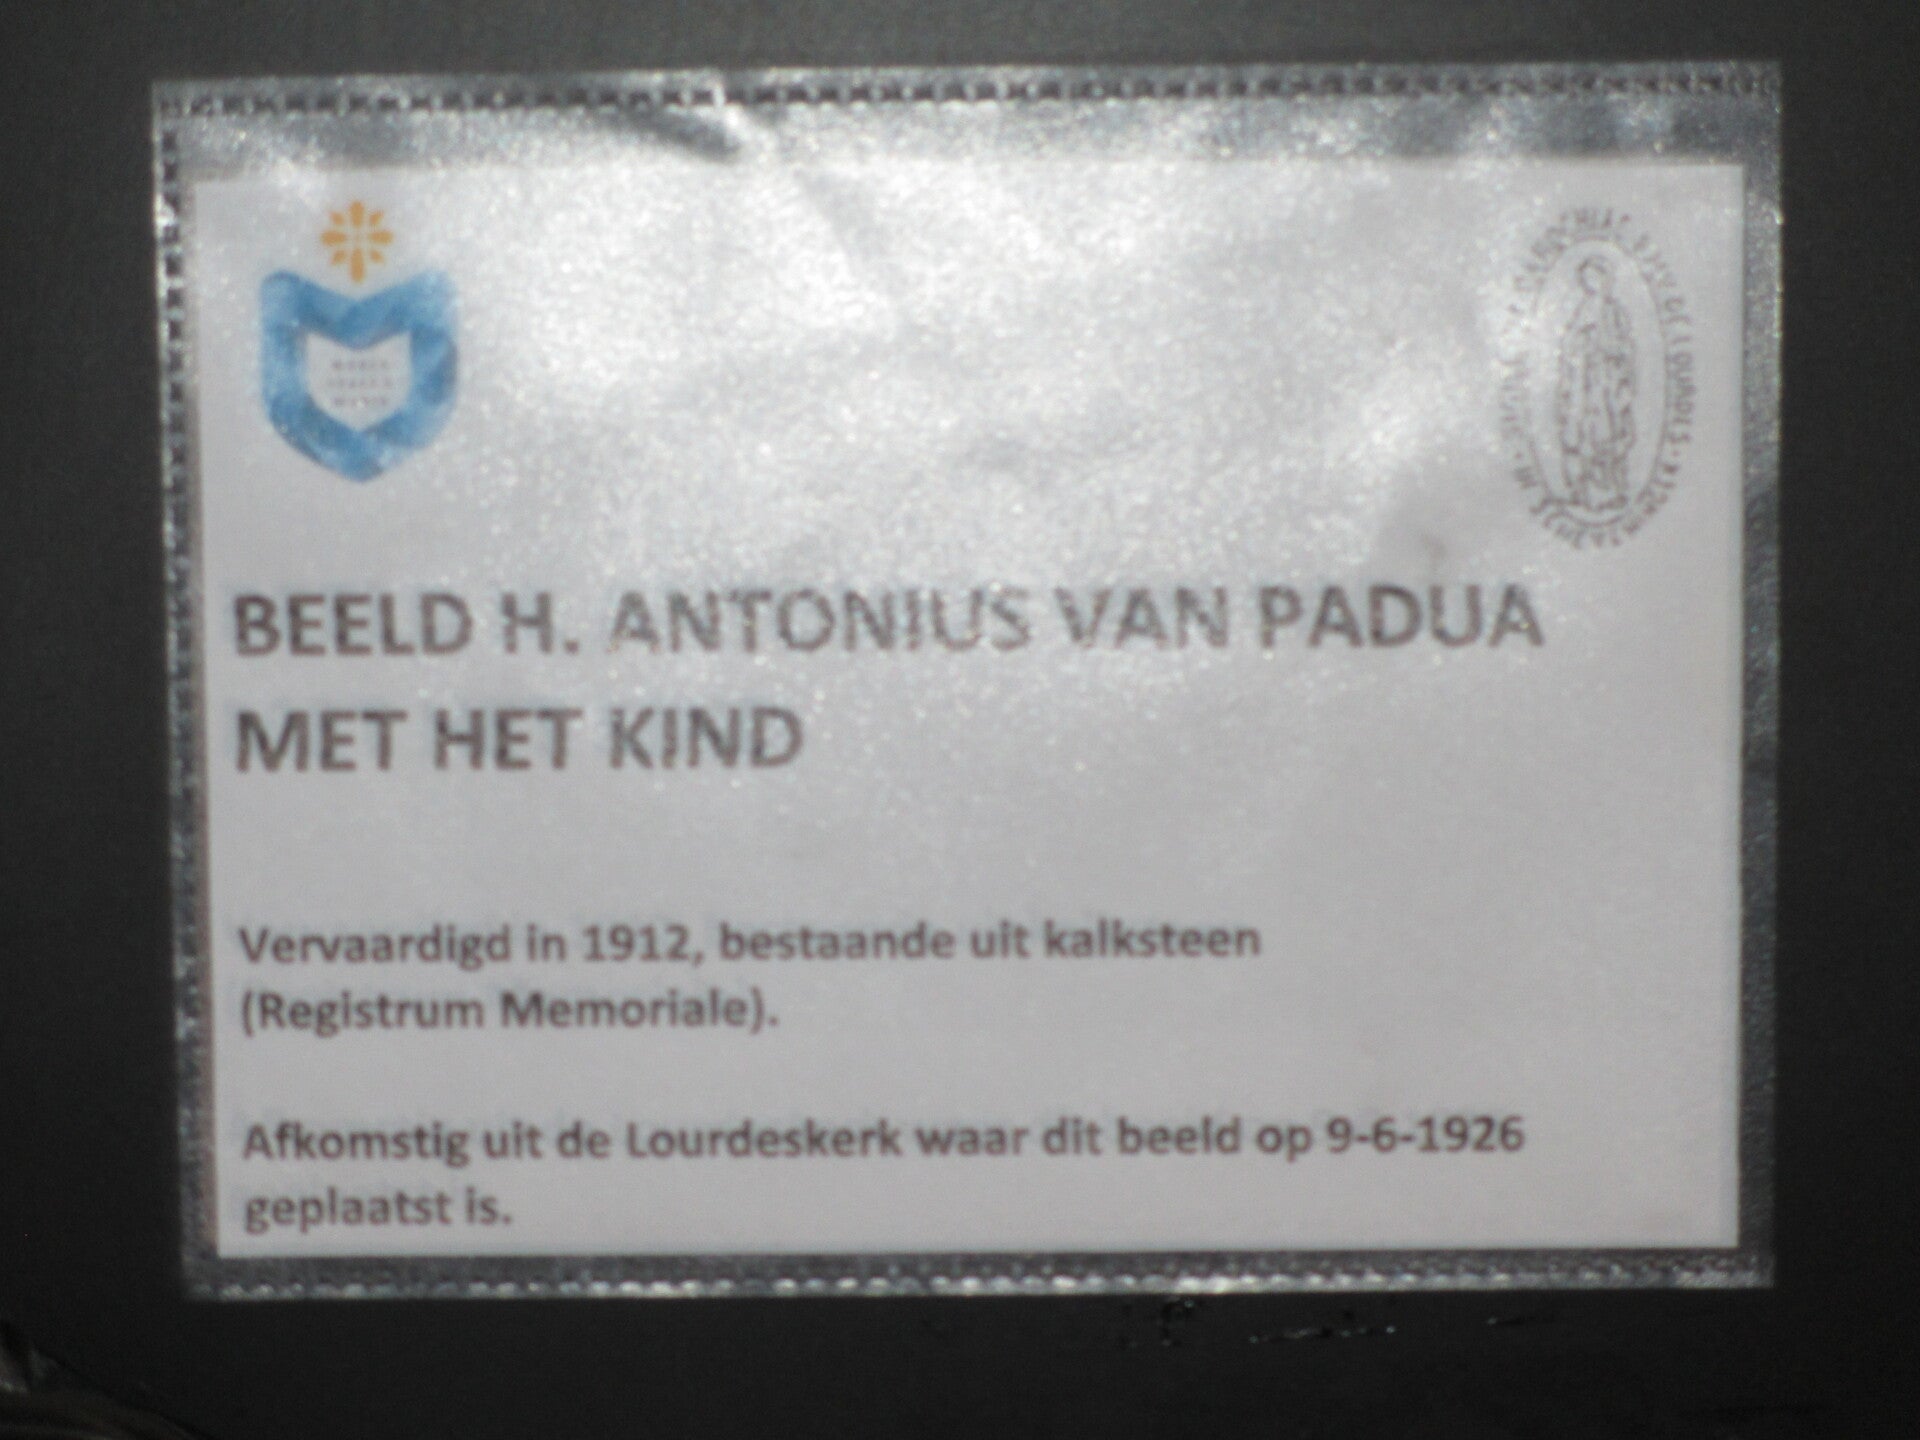 BEELD H. ANTONIUS VAN PADUA
MET HET KIND
Vervaardigd in 1912, bestaande uit kalksteen
(Registrum Memoriale).
Afkomstig uit de Lourdeskerk waar dit beeld op 9-6-1926
geplaatst is.